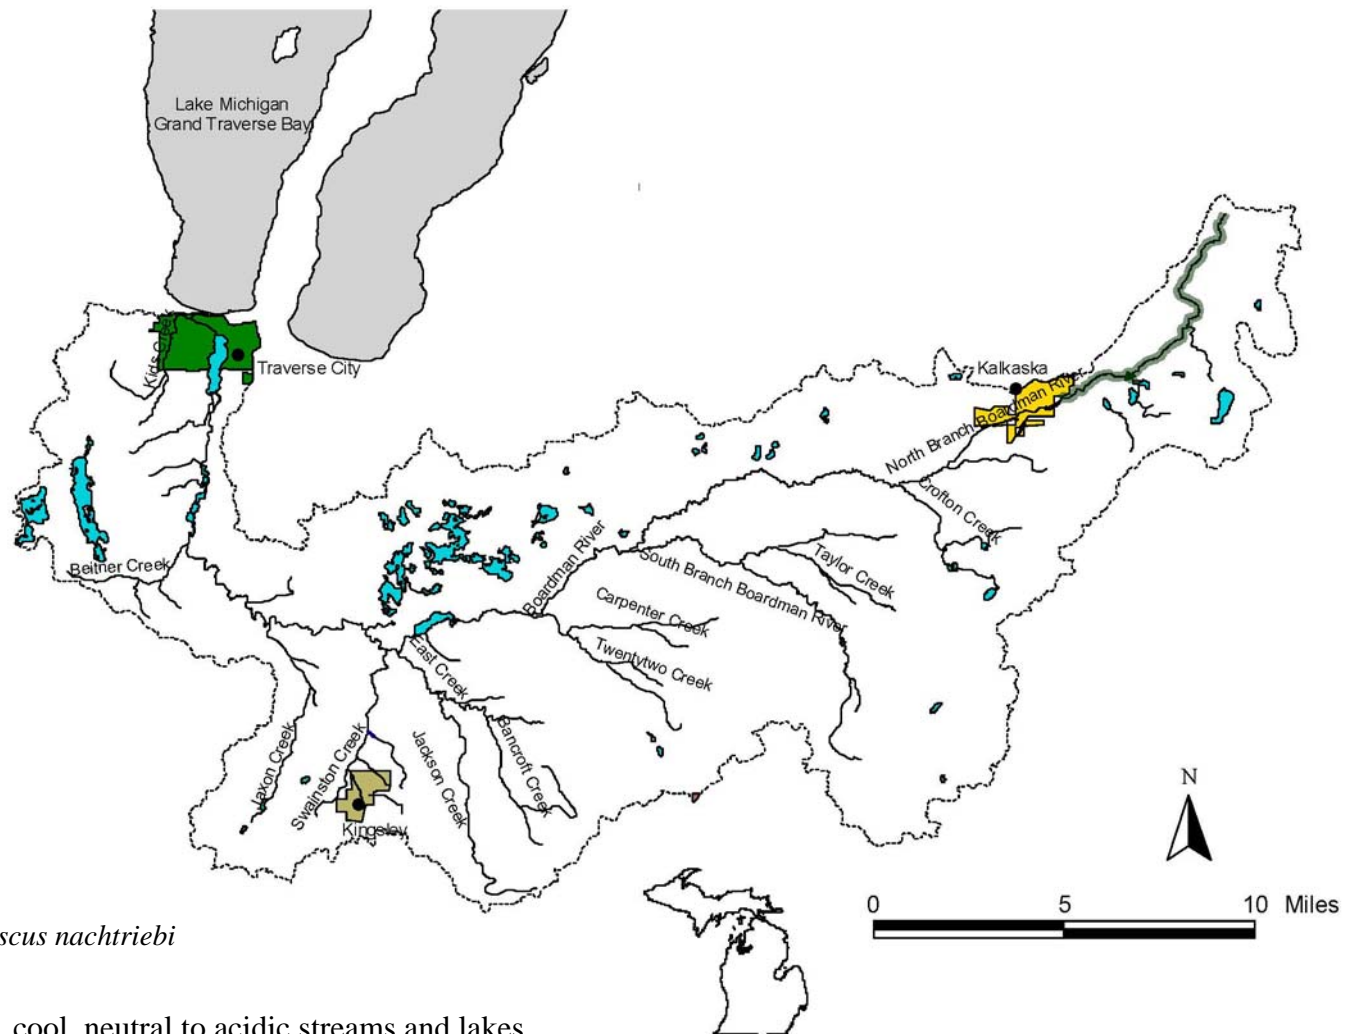 Lake Michigan
Grand Traverse Bay
Kids Creek
Traverse City
Kalkaska
North Branch Boardman River
Crofton Creek
Beitner Creek
Boardman River
South Branch Boardman River
Taylor Creek
Carpenter Creek
Twentytwo Creek
East Creek
Jaxon Creek
Swainston Creek
Jackson Creek
Bancroft Creek
Kingsley
N
0 5 10 Miles
scus nachtriebi
cool, neutral to acidic streams and lakes